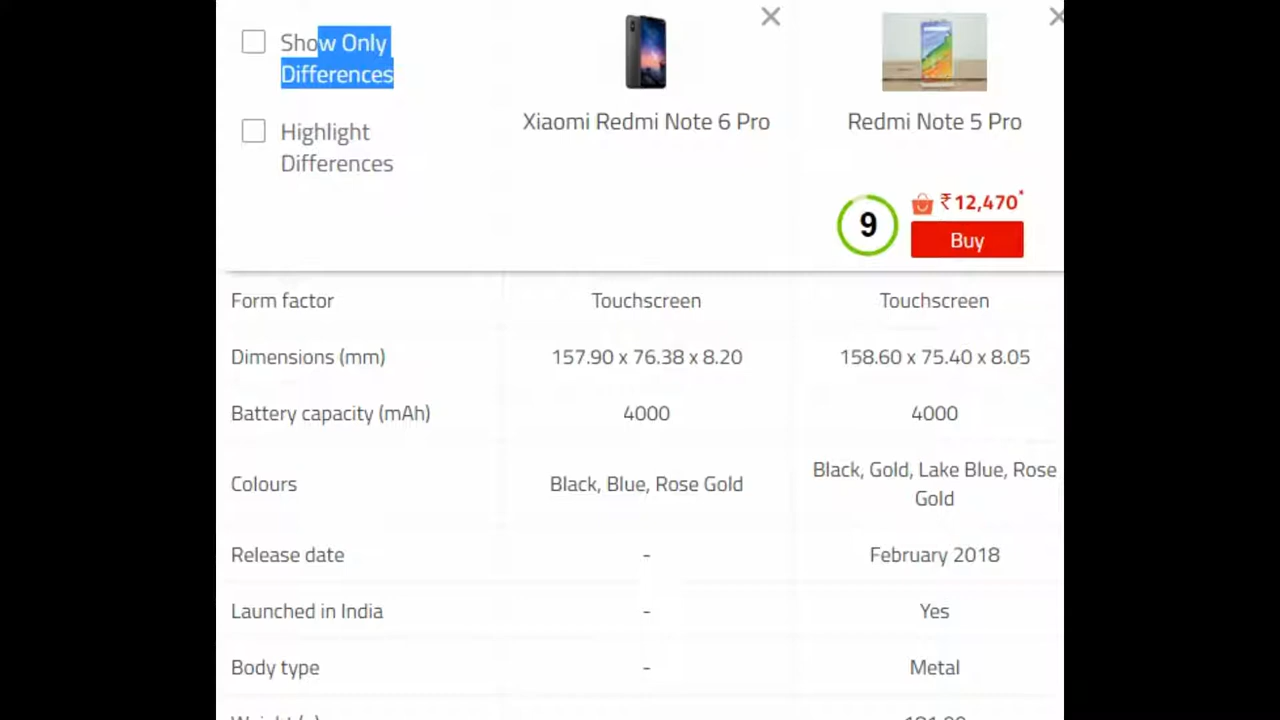 Show Only
Differences
Highlight
Differences
Xiaomi Redmi Note 6 Pro
Redmi Note 5 Pro
9
₹12,470*
Buy
Form factor Touchscreen Touchscreen
Dimensions (mm) 157.90 x 76.38 x 8.20 158.60 x 75.40 x 8.05
Battery capacity (mAh) 4000 4000
Colours Black, Blue, Rose Gold Black, Gold, Lake Blue, Rose
Gold
Release date - February 2018
Launched in India - Yes
Body type - Metal